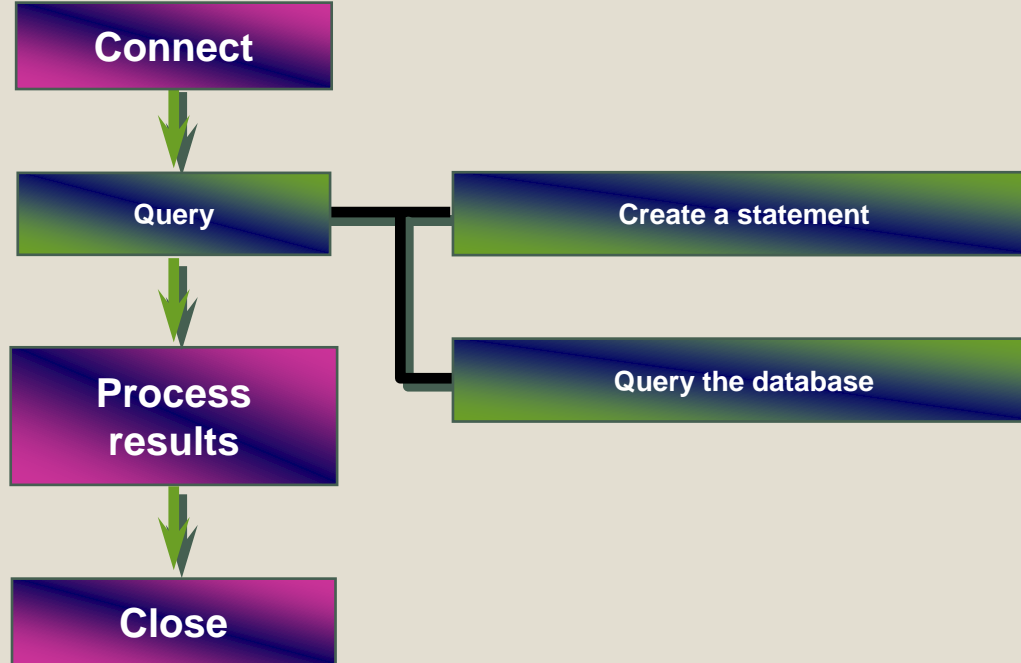 Connect
Query
Create a statement
Query the database
Process
results
Close